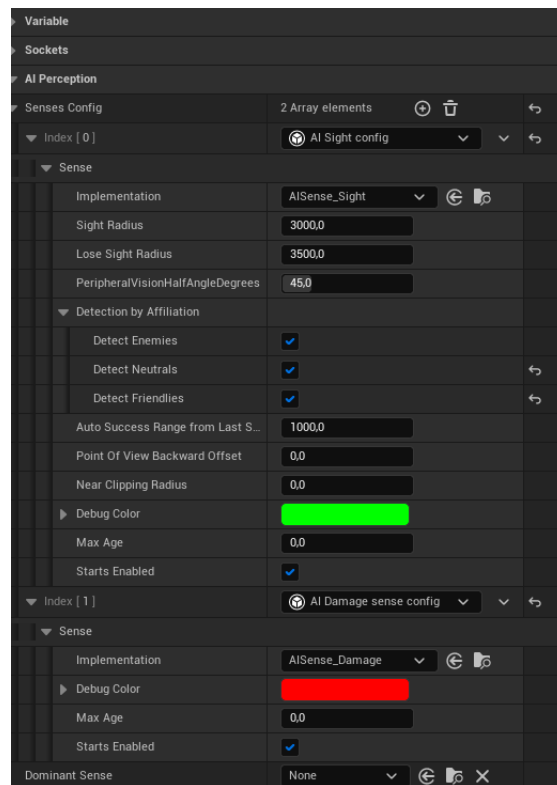 Variable
Sockets
AI Perception
Senses Config 2 Array elements
Index [ 0 ] AI Sight config
Sense
Implementation AISense_Sight
Sight Radius 3000,0
Lose Sight Radius 3500,0
PeripheralVisionHalfAngleDegrees 45,0
Detection by Affiliation
Detect Enemies
Detect Neutrals
Detect Friendlies
Auto Success Range from Last S... 1000,0
Point Of View Backward Offset 0,0
Near Clipping Radius 0,0
Debug Color
Max Age 0,0
Starts Enabled
Index [ 1 ] AI Damage sense config
Sense
Implementation AISense_Damage
Debug Color
Max Age 0,0
Starts Enabled
Dominant Sense None